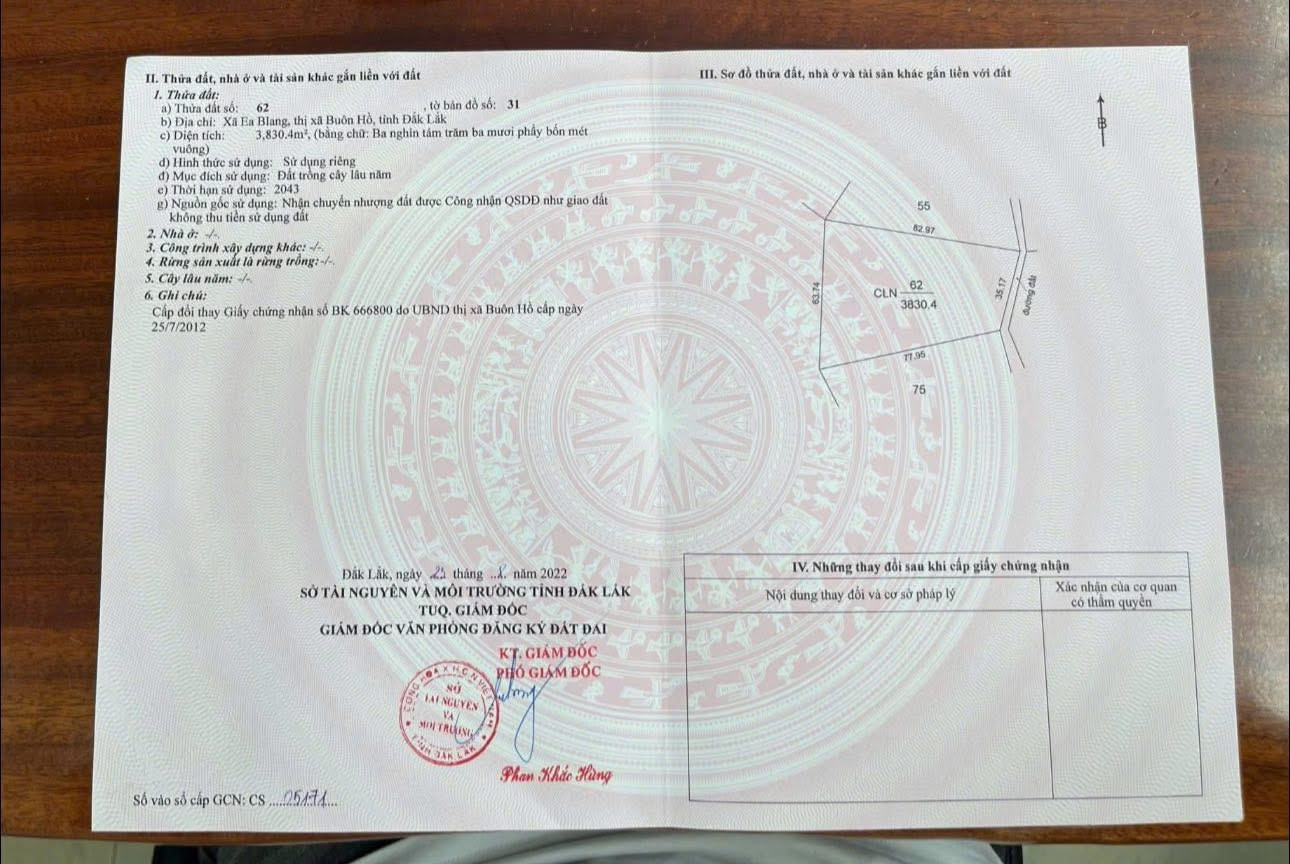 II. Thửa đất, nhà ở và tài sản khác gắn liền với đất
1. Thửa đất:
a) Thửa đất số: 62 , tờ bản đồ số: 31
b) Địa chỉ: Xã Ea Blang, thị xã Buôn Hồ, tỉnh Đắk Lắk
c) Diện tích: 3,830.4m², (bằng chữ: Ba nghìn tám trăm ba mươi phẩy bốn mét
vuông)
d) Hình thức sử dụng: Sử dụng riêng
đ) Mục đích sử dụng: Đất trồng cây lâu năm
e) Thời hạn sử dụng: 2043
g) Nguồn gốc sử dụng: Nhận chuyển nhượng đất được Công nhận QSDĐ như giao đất
không thu tiền sử dụng đất
2. Nhà ở: -/-.
3. Công trình xây dựng khác: -/-.
4. Rừng sản xuất là rừng trồng: -/-.
5. Cây lâu năm: -/-.
6. Ghi chú:
Cấp đổi thay Giấy chứng nhận số BK 666800 do UBND thị xã Buôn Hồ cấp ngày
25/7/2012
Đắk Lắk, ngày tháng ..8. năm 2022
SỞ TÀI NGUYÊN VÀ MÔI TRƯỜNG TỈNH ĐẮK LẮK
TUQ. GIÁM ĐỐC
GIÁM ĐỐC VĂN PHÒNG ĐĂNG KÝ ĐẤT ĐAI
KT. GIÁM ĐỐC
PHÓ GIÁM ĐỐC
SỞ
TÀI NGUYÊN
VÀ
MÔI TRƯỜNG
TỈNH ĐẮK LẮK
Phan Khắc Hùng
Số vào sổ cấp GCN: CS ....05171...
III. Sơ đồ thửa đất, nhà ở và tài sản khác gắn liền với đất
B
55
82.97
63.74
CLN 62
3830.4
35.17
đường đất
77.95
75
IV. Những thay đổi sau khi cấp giấy chứng nhận
Nội dung thay đổi và cơ sở pháp lý
Xác nhận của cơ quan
có thẩm quyền